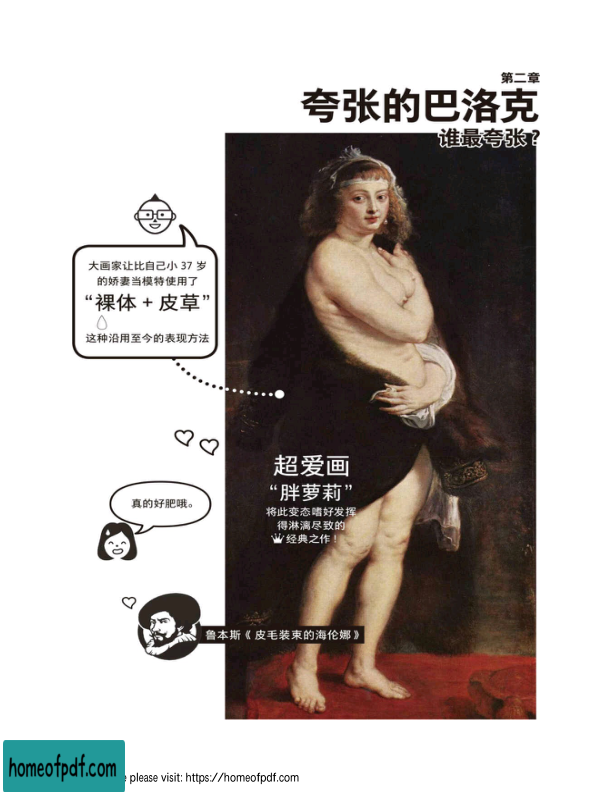 第二章
夸张的巴洛克
谁最夸张?
大画家让比自己小 37 岁
的娇妻当模特使用了
“裸体 + 皮草”
这种沿用至今的表现方法
超爱画
“胖萝莉”
将此变态嗜好发挥
得淋漓尽致的
经典之作!
真的好肥哦。
鲁本斯《皮毛装束的海伦娜》
homeofpdf.com
e please visit: https://homeofpdf.com